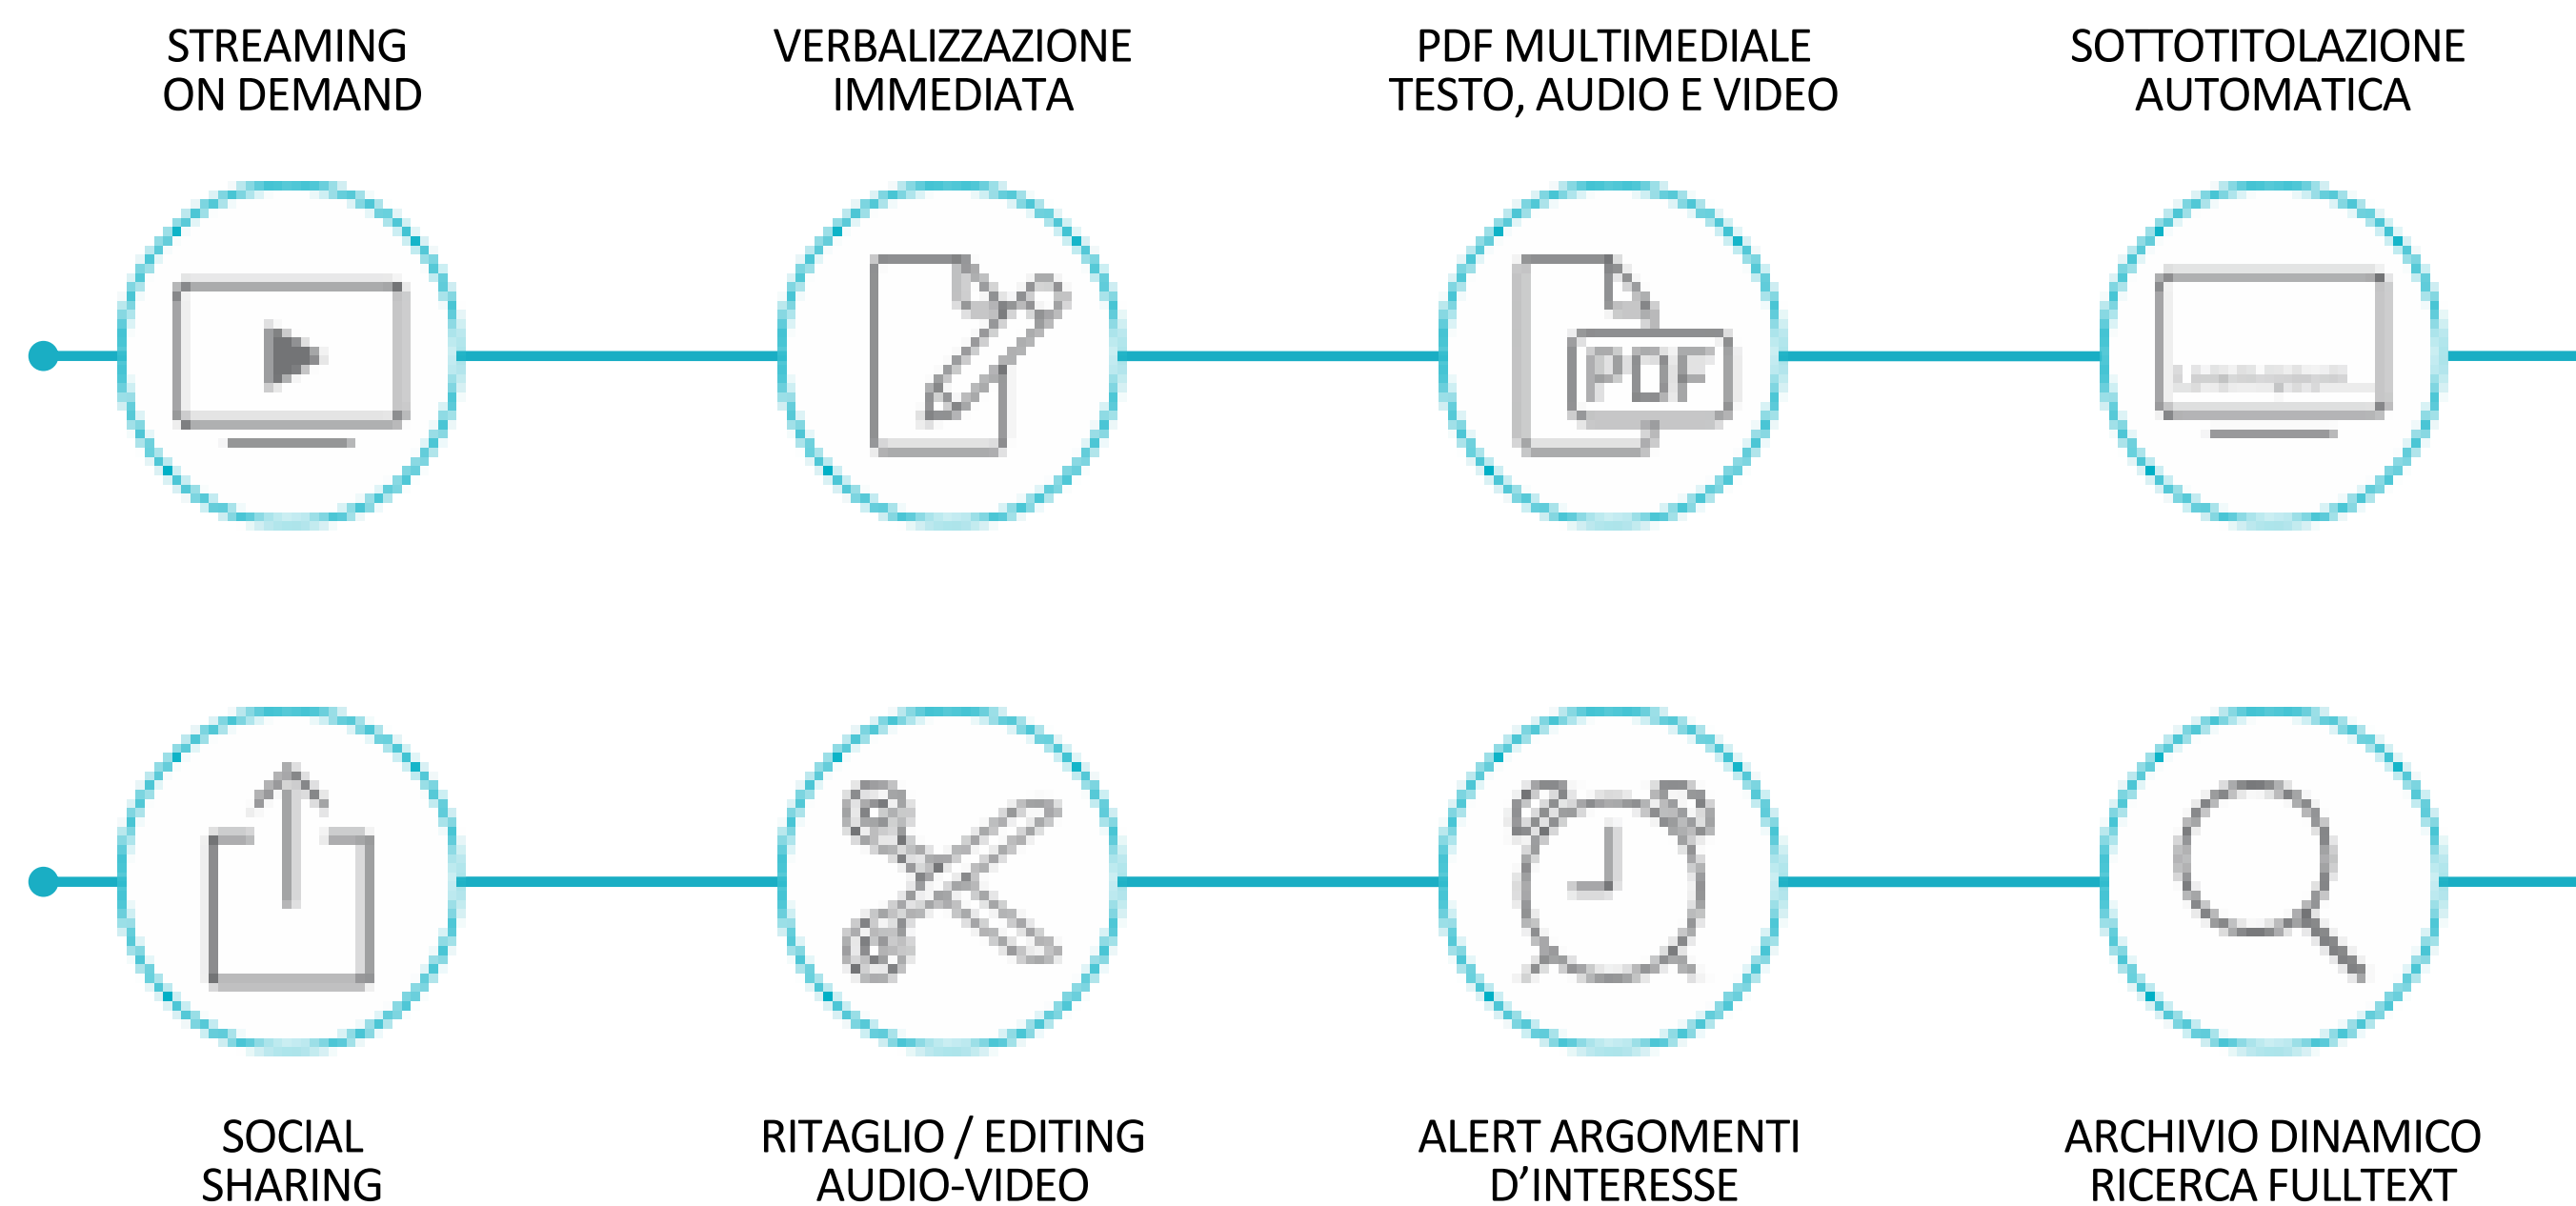 STREAMING
ON DEMAND
VERBALIZZAZIONE
IMMEDIATA
PDF MULTIMEDIALE
TESTO, AUDIO E VIDEO
SOTTOTITOLAZIONE
AUTOMATICA
PDF
SOCIAL
SHARING
RITAGLIO / EDITING
AUDIO-VIDEO
ALERT ARGOMENTI
D’INTERESSE
ARCHIVIO DINAMICO
RICERCA FULLTEXT